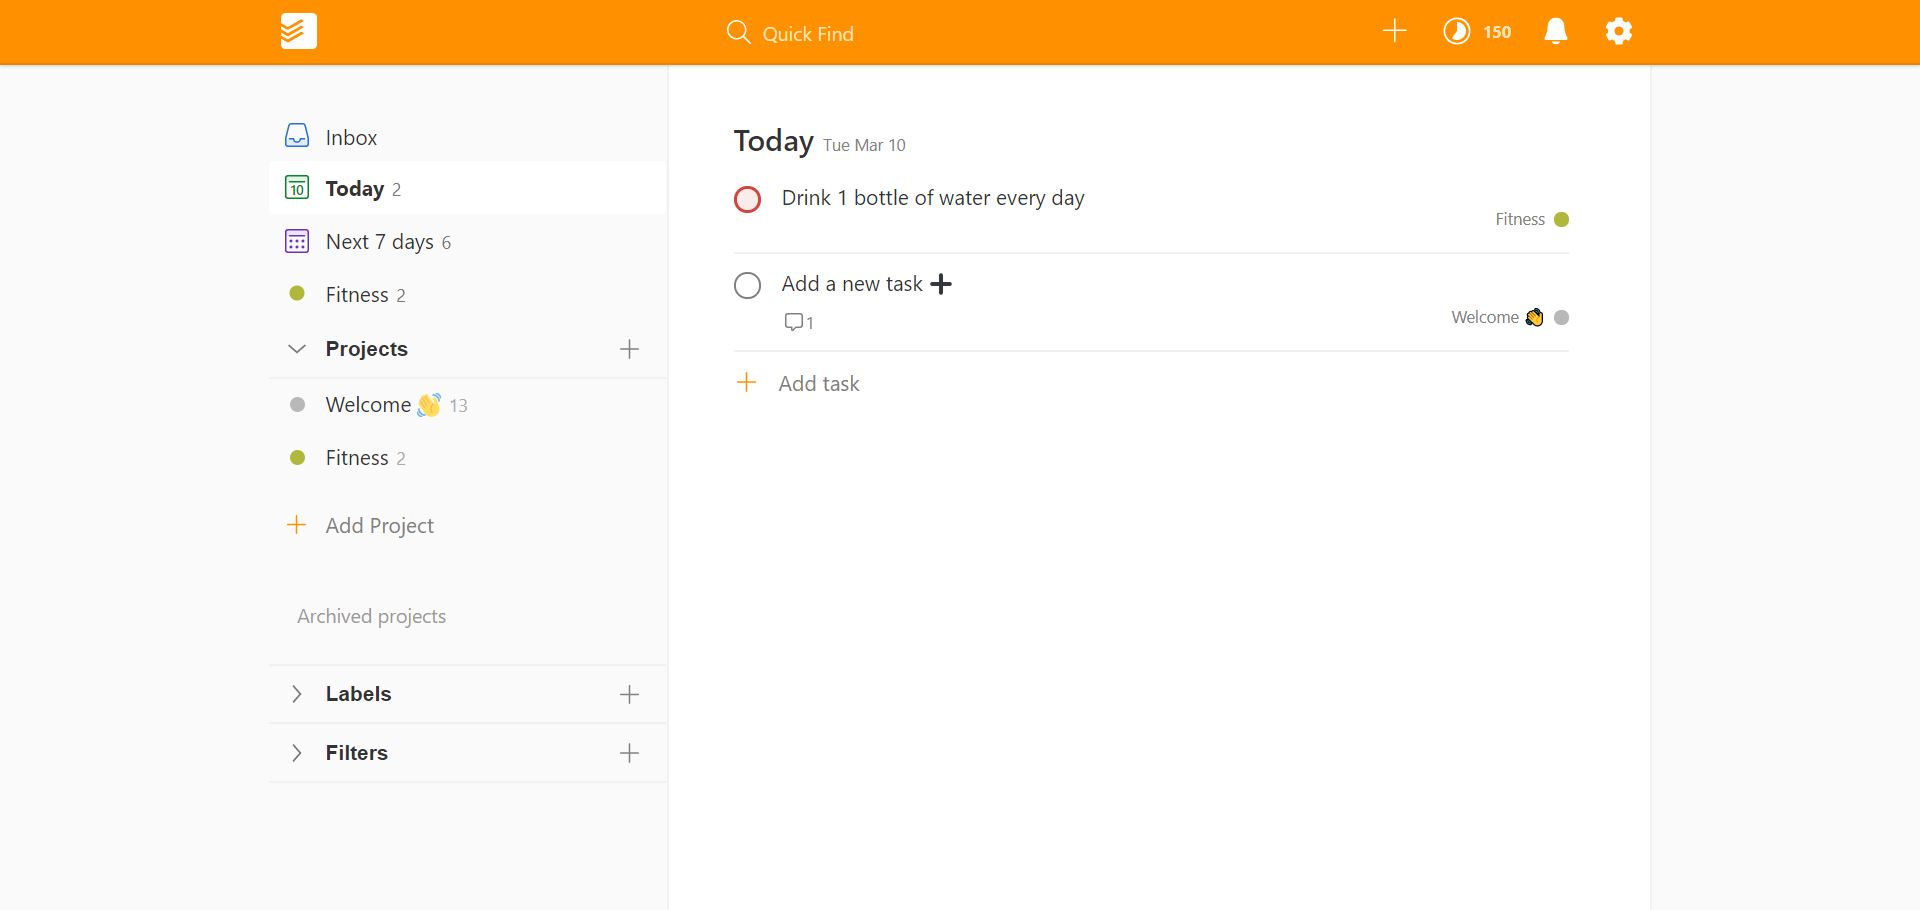 Quick Find
150
Inbox
10 Today 2
Next 7 days 6
Fitness 2
Projects
Welcome 👋 13
Fitness 2
Add Project
Archived projects
Labels
Filters
Today Tue Mar 10
Drink 1 bottle of water every day
Fitness
Add a new task ➕
1
Welcome 👋
Add task